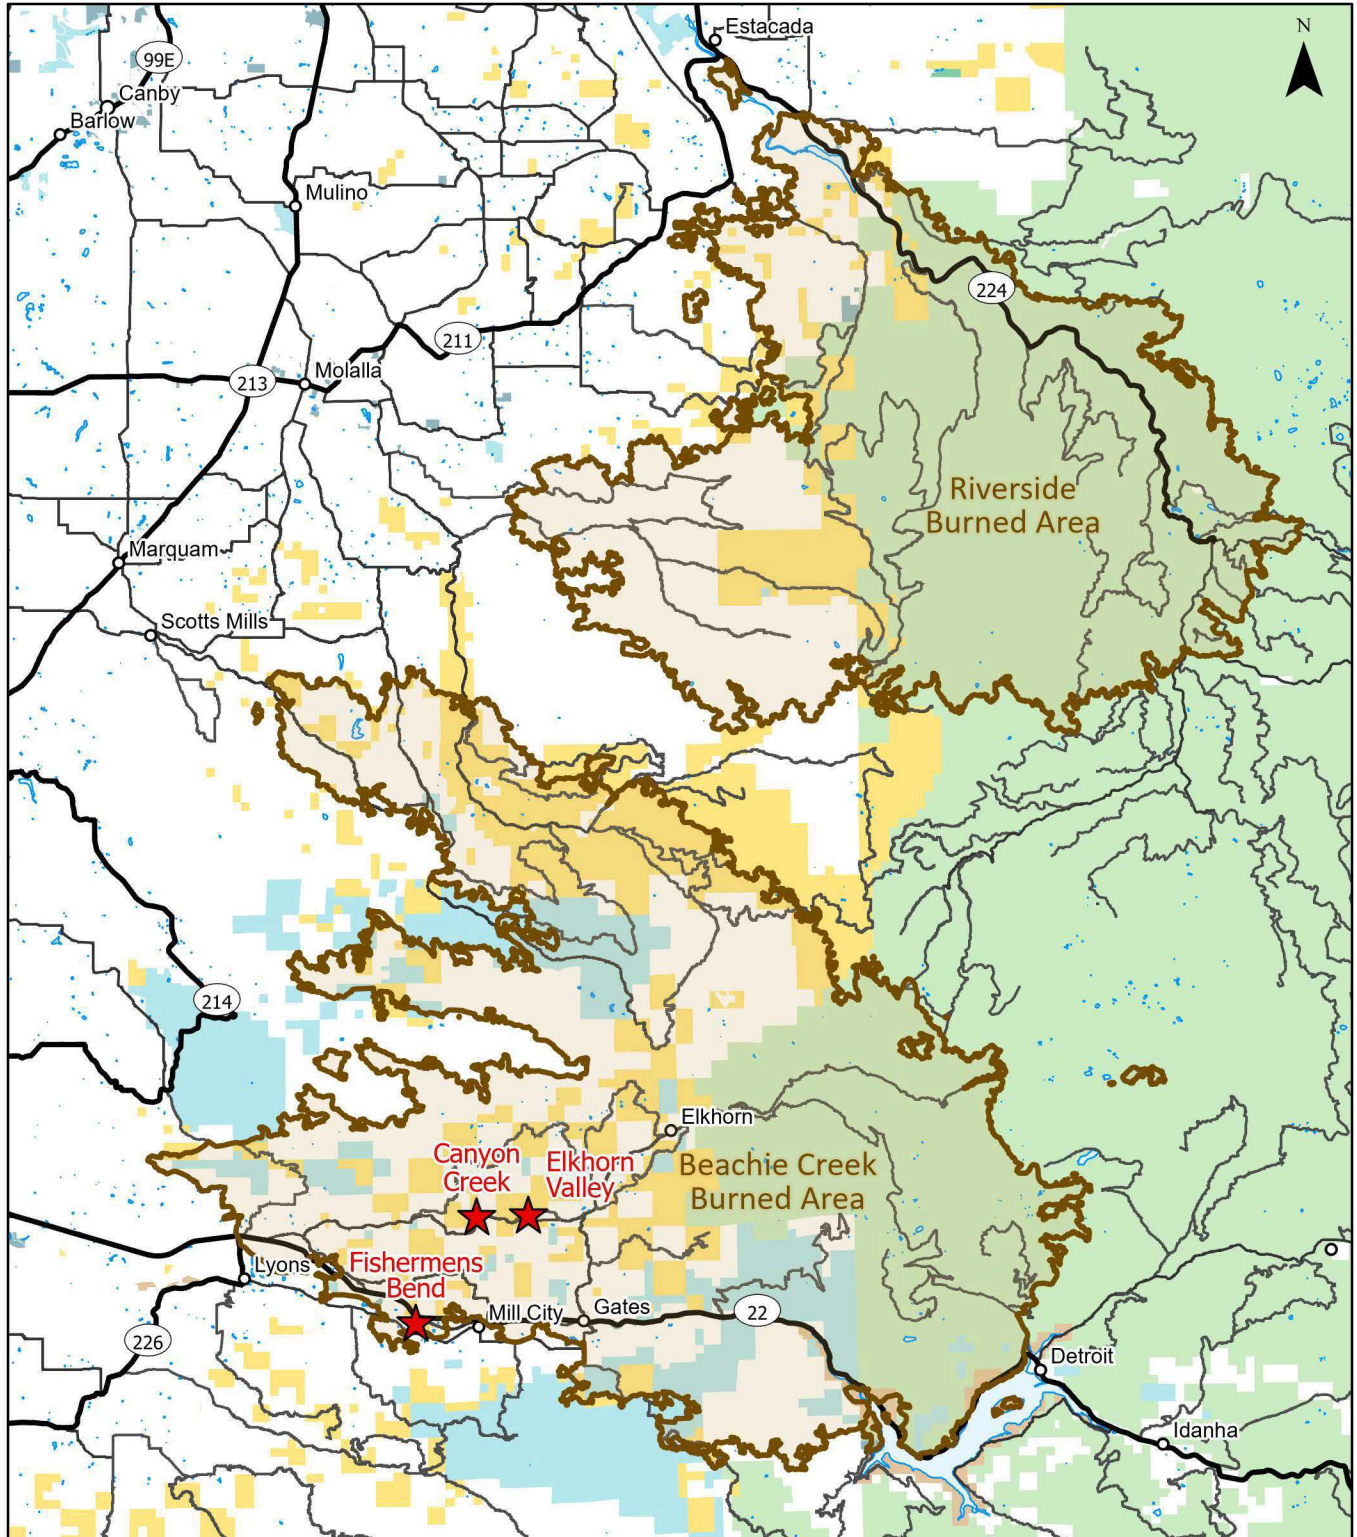 Estacada
N
99E
Canby
Barlow
Mulino
224
211
Molalla
213
Riverside
Burned Area
Marquam
Scotts Mills
214
Elkhorn
Canyon
Creek
Elkhorn
Valley
Beachie Creek
Burned Area
Lyons
Fishermens
Bend
Mill City
Gates
22
226
Detroit
Idanha